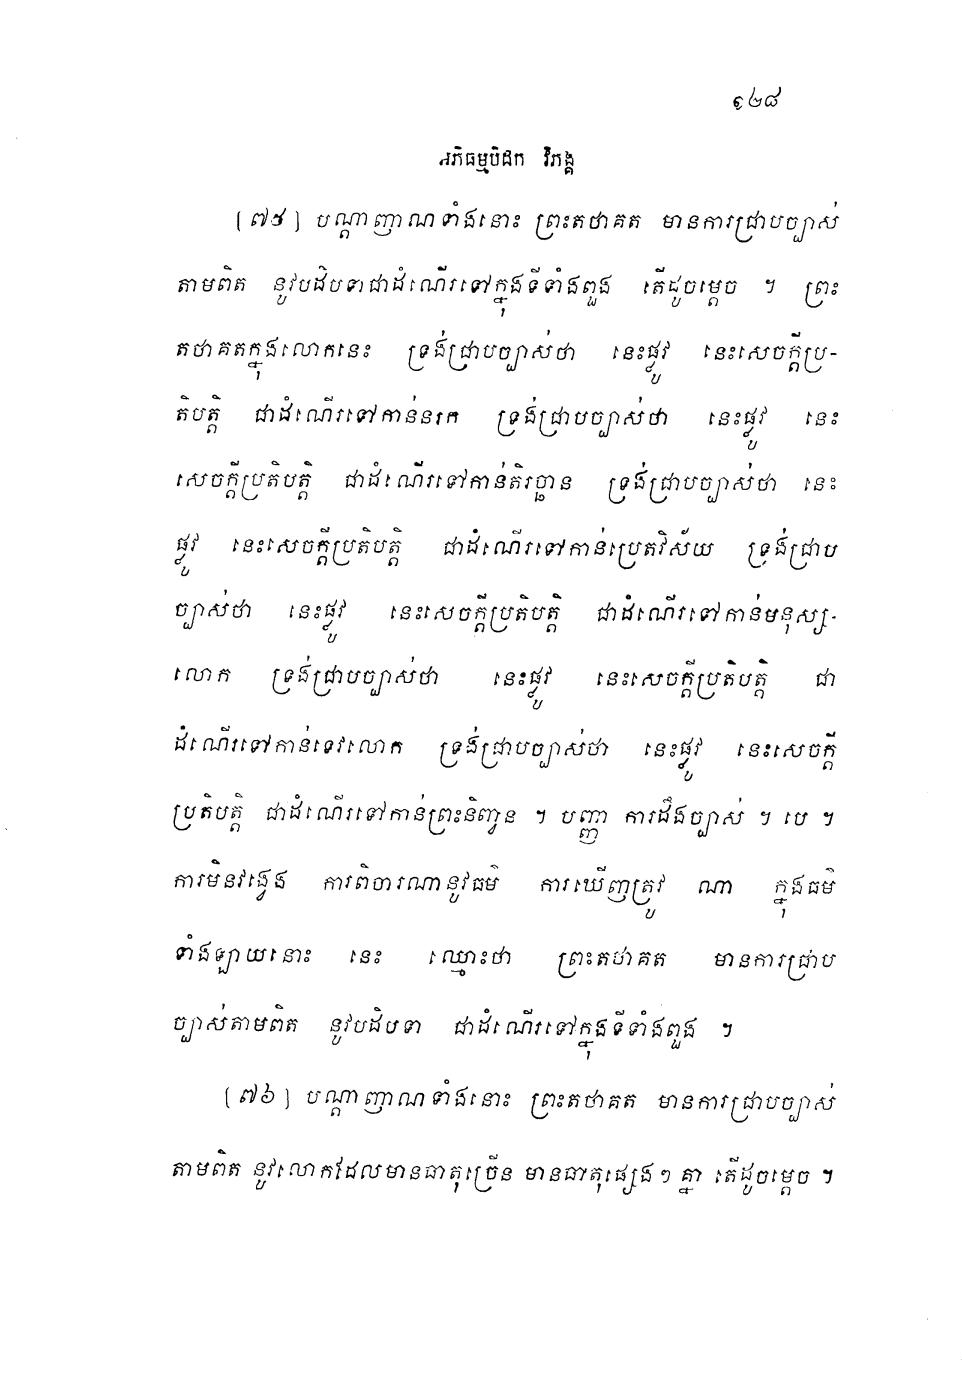 ១២៨
អភិធម្មបិដក វិភង្គ
(៧៥) បណ្តាញាណទាំងនោះ ព្រះតថាគត មានការជ្រាបច្បាស់
តាមពិត នូវបដិបទាជាដំណើរទៅក្នុងទីទាំងពួង តើដូចម្តេច ។ ព្រះ
តថាគតក្នុងលោកនេះ ទ្រង់ជ្រាបច្បាស់ថា នេះផ្លូវ នេះសេចក្តីប្រ-
តិបត្តិ ជាដំណើរទៅកាន់នរក ទ្រង់ជ្រាបច្បាស់ថា នេះផ្លូវ នេះ
សេចក្តីប្រតិបត្តិ ជាដំណើរទៅកាន់តិរច្ឆាន ទ្រង់ជ្រាបច្បាស់ថា នេះ
ផ្លូវ នេះសេចក្តីប្រតិបត្តិ ជាដំណើរទៅកាន់ប្រេតវិស័យ ទ្រង់ជ្រាប
ច្បាស់ថា នេះផ្លូវ នេះសេចក្តីប្រតិបត្តិ ជាដំណើរទៅកាន់មនុស្ស-
លោក ទ្រង់ជ្រាបច្បាស់ថា នេះផ្លូវ នេះសេចក្តីប្រតិបត្តិ ជា
ដំណើរទៅកាន់ទេវលោក ទ្រង់ជ្រាបច្បាស់ថា នេះផ្លូវ នេះសេចក្តី
ប្រតិបត្តិ ជាដំណើរទៅកាន់ព្រះនិញ្វន ។ បញ្ញា ការដឹងច្បាស់ ។ បេ ។
ការមិនវង្វេង ការពិចារណានូវធម៌ ការឃើញត្រូវ ណា ក្នុងធម៌
ទាំងឡាយនោះ នេះ ឈ្មោះថា ព្រះតថាគត មានការជ្រាប
ច្បាស់តាមពិត នូវបដិបទា ជាដំណើរទៅក្នុងទីទាំងពួង ។
(៧៦) បណ្តាញាណទាំងនោះ ព្រះតថាគត មានការជ្រាបច្បាស់
តាមពិត នូវលោកដែលមានធាតុច្រើន មានធាតុផ្សេងៗ គ្នា តើដូចម្តេច ។